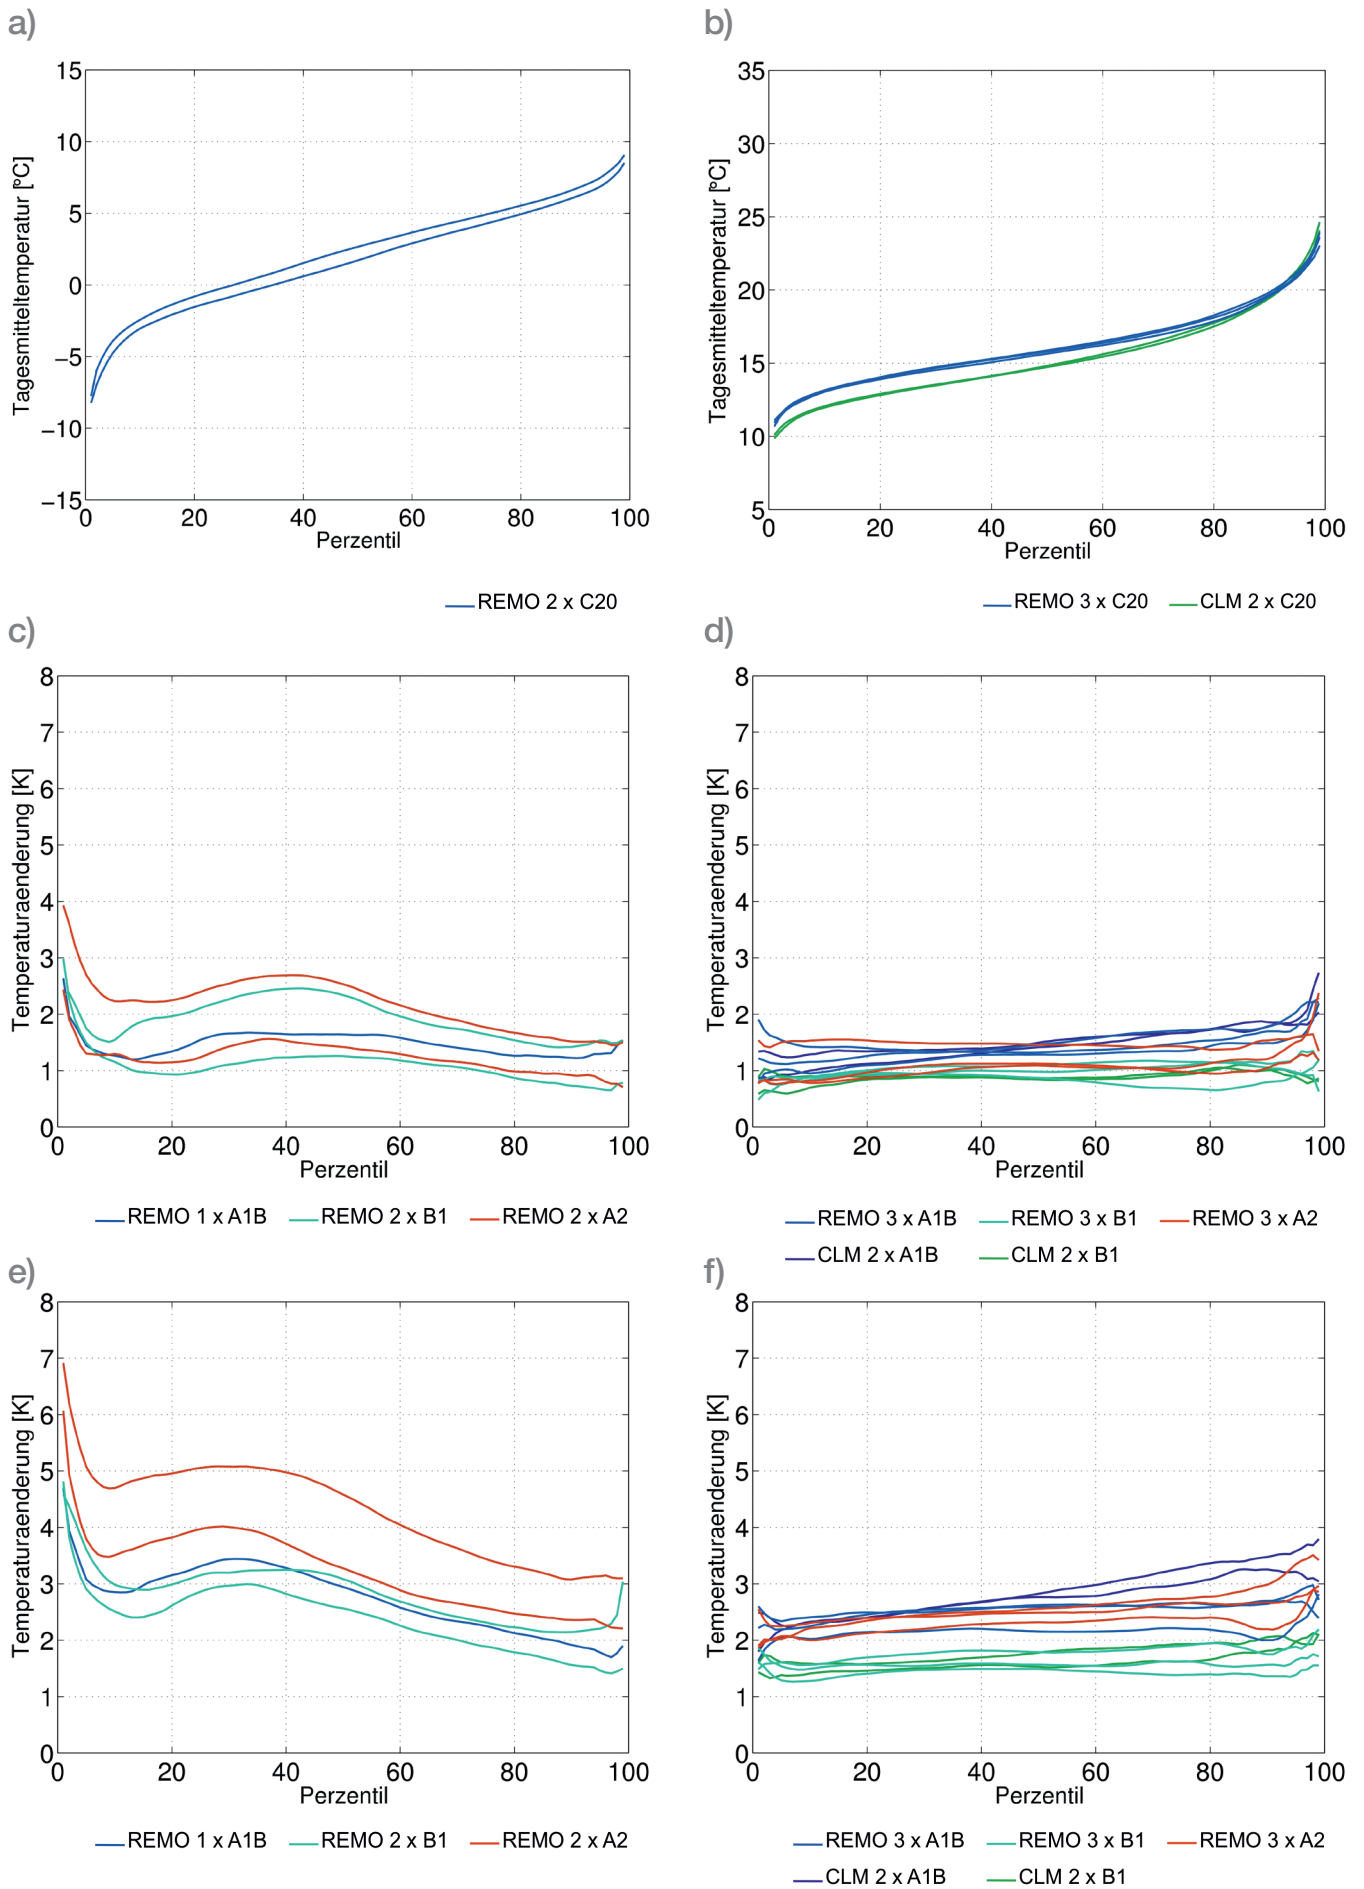 a)
15
10
5
0
−5
−10
−15
Tagesmitteltemperatur [ºC]
0 20 40 60 80 100
Perzentil
REMO 2 x C20
b)
35
30
25
20
15
10
5
Tagesmitteltemperatur [ºC]
0 20 40 60 80 100
Perzentil
REMO 3 x C20 CLM 2 x C20
c)
8
7
6
5
4
3
2
1
0
Temperaturaenderung [K]
0 20 40 60 80 100
Perzentil
REMO 1 x A1B REMO 2 x B1 REMO 2 x A2
d)
8
7
6
5
4
3
2
1
0
Temperaturaenderung [K]
0 20 40 60 80 100
Perzentil
REMO 3 x A1B REMO 3 x B1 REMO 3 x A2
CLM 2 x A1B CLM 2 x B1
e)
8
7
6
5
4
3
2
1
0
Temperaturaenderung [K]
0 20 40 60 80 100
Perzentil
REMO 1 x A1B REMO 2 x B1 REMO 2 x A2
f)
8
7
6
5
4
3
2
1
0
Temperaturaenderung [K]
0 20 40 60 80 100
Perzentil
REMO 3 x A1B REMO 3 x B1 REMO 3 x A2
CLM 2 x A1B CLM 2 x B1